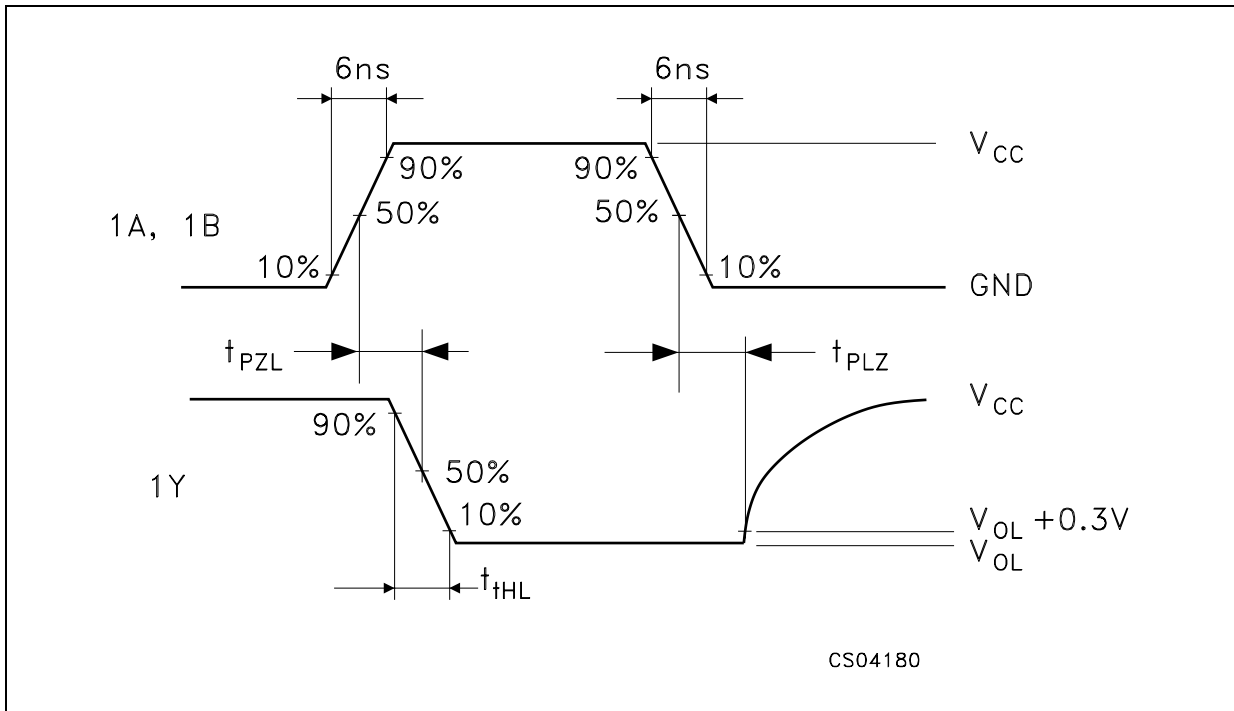 6ns 6ns
V_CC
90% 90%
50% 50%
1A, 1B
10% 10%
GND
t_PZL t_PLZ
V_CC
90%
50%
1Y
10%
V_OL +0.3V
V_OL
t_tHL
CS04180